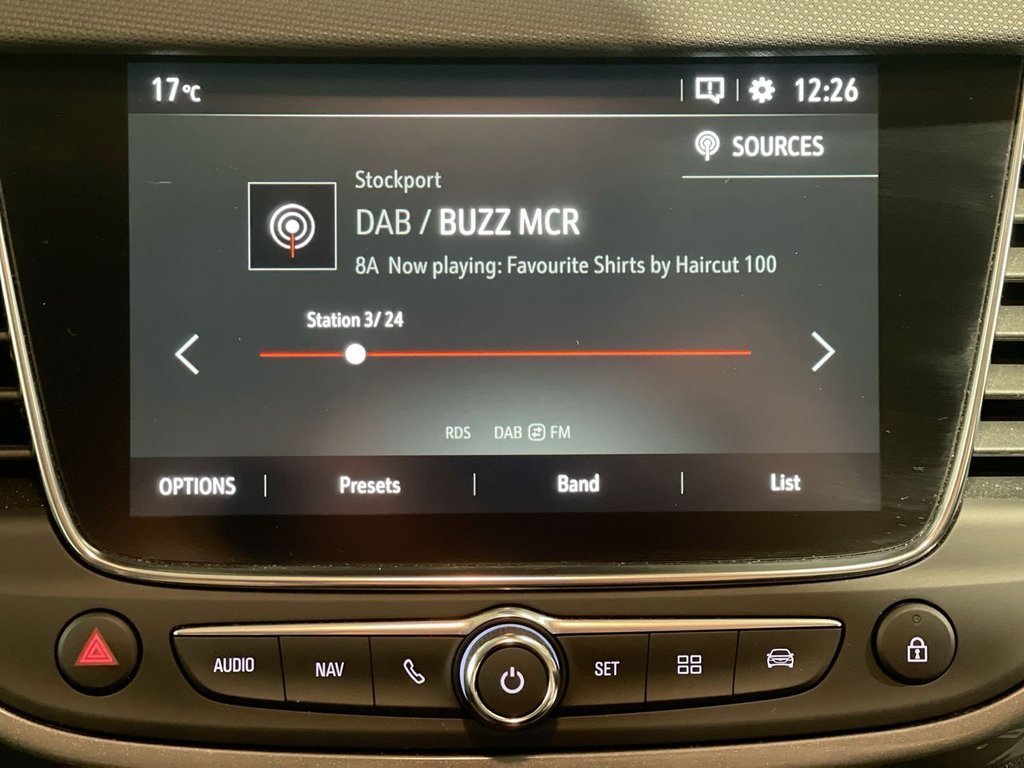 17°C
12:26
SOURCES
Stockport
DAB / BUZZ MCR
8A Now playing: Favourite Shirts by Haircut 100
Station 3/24
RDS DAB FM
OPTIONS Presets Band List
AUDIO NAV SET